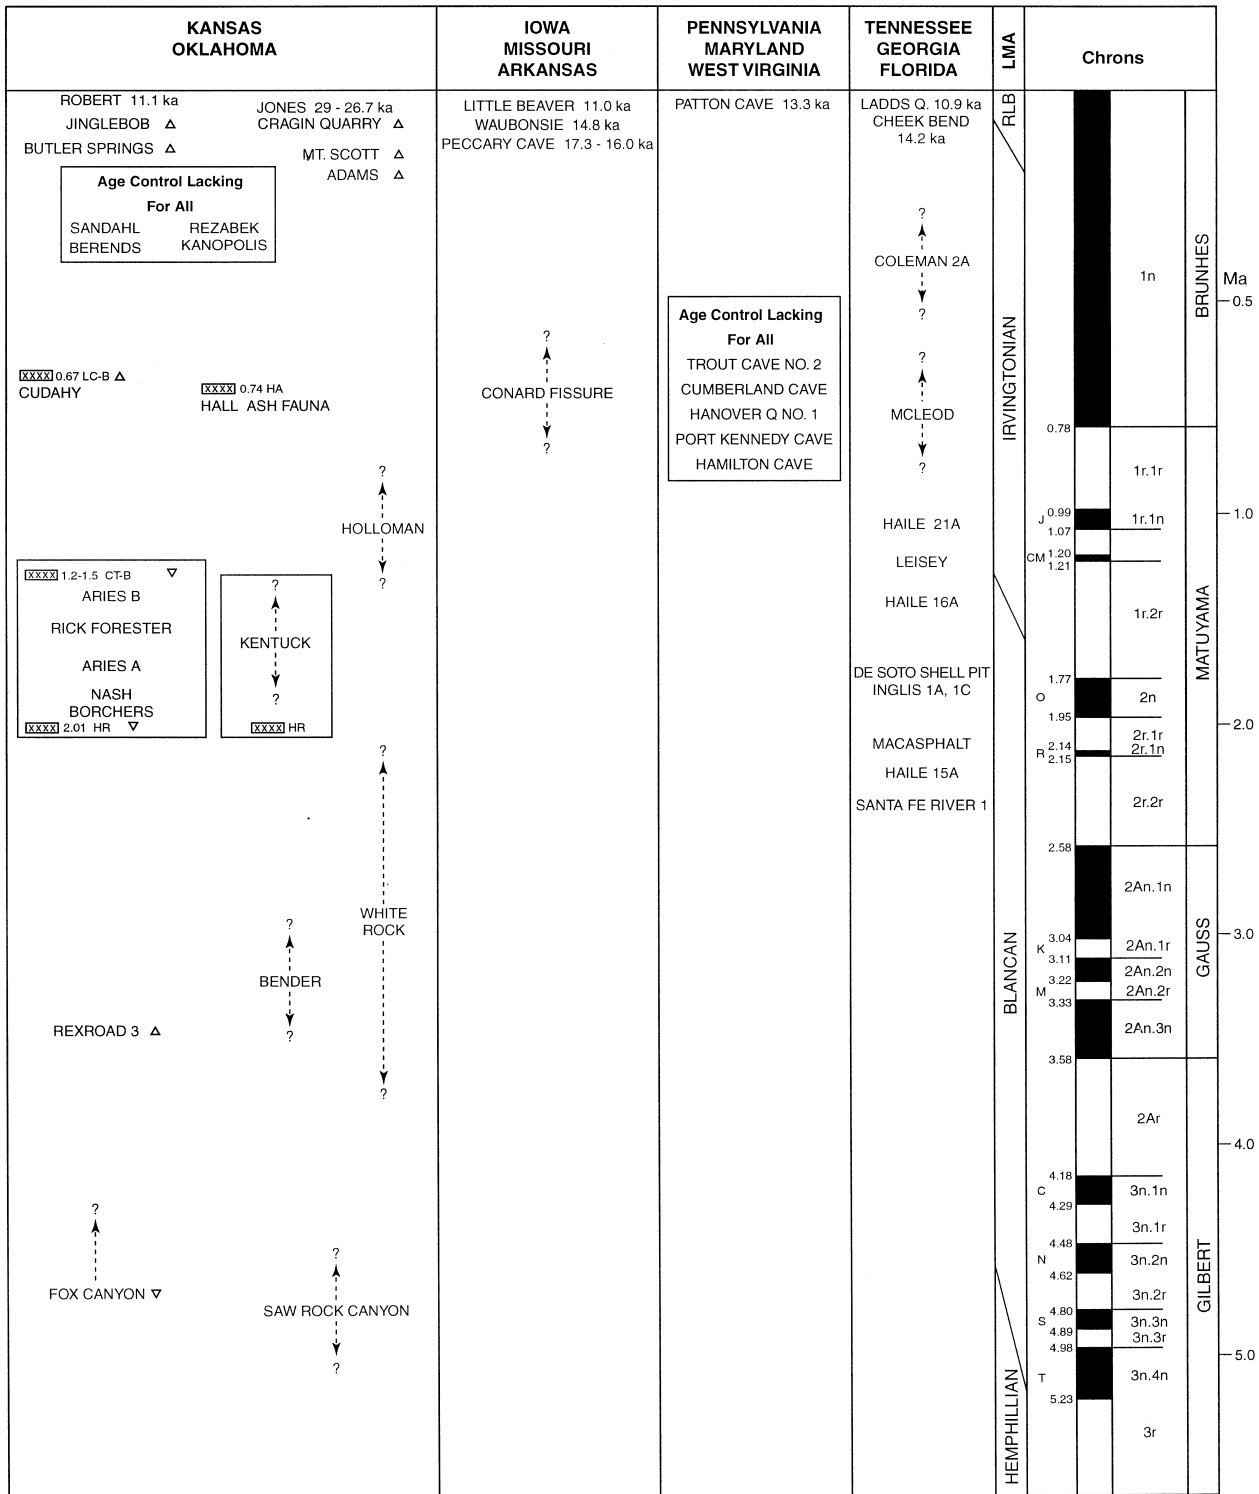 KANSAS
OKLAHOMA
IOWA
MISSOURI
ARKANSAS
PENNSYLVANIA
MARYLAND
WEST VIRGINIA
TENNESSEE
GEORGIA
FLORIDA
LMA
Chrons
ROBERT 11.1 ka
JINGLEBOB △
BUTLER SPRINGS △
JONES 29 - 26.7 ka
CRAGIN QUARRY △
MT. SCOTT △
ADAMS △
Age Control Lacking
For All
SANDAHL REZABEK
BERENDS KANOPOLIS
XXXX 0.67 LC-B △
CUDAHY
XXXX 0.74 HA
HALL ASH FAUNA
?
HOLLOMAN
?
XXXX 1.2-1.5 CT-B ▽
ARIES B
RICK FORESTER
ARIES A
NASH
BORCHERS
XXXX 2.01 HR ▽
?
KENTUCK
?
XXXX HR
?
WHITE
ROCK
?
?
BENDER
?
REXROAD 3 △
?
FOX CANYON ▽
?
SAW ROCK CANYON
?
LITTLE BEAVER 11.0 ka
WAUBONSIE 14.8 ka
PECCARY CAVE 17.3 - 16.0 ka
?
CONARD FISSURE
?
PATTON CAVE 13.3 ka
Age Control Lacking
For All
TROUT CAVE NO. 2
CUMBERLAND CAVE
HANOVER Q NO. 1
PORT KENNEDY CAVE
HAMILTON CAVE
LADDS Q. 10.9 ka
CHEEK BEND
14.2 ka
?
COLEMAN 2A
?
?
MCLEOD
?
HAILE 21A
LEISEY
HAILE 16A
DE SOTO SHELL PIT
INGLIS 1A, 1C
MACASPHALT
HAILE 15A
SANTA FE RIVER 1
RLB
IRVINGTONIAN
BLANCAN
HEMPHILLIAN
0.78
J 0.99
1.07
CM 1.20
1.21
1.77
O
1.95
R 2.14
2.15
2.58
3.04
K
3.11
3.22
M
3.33
3.58
4.18
C
4.29
4.48
N
4.62
4.80
S
4.89
4.98
T
5.23
1n
1r.1r
1r.1n
1r.2r
2n
2r.1r
2r.1n
2r.2r
2An.1n
2An.1r
2An.2n
2An.2r
2An.3n
2Ar
3n.1n
3n.1r
3n.2n
3n.2r
3n.3n
3n.3r
3n.4n
3r
BRUNHES
MATUYAMA
GAUSS
GILBERT
Ma
0.5
1.0
2.0
3.0
4.0
5.0